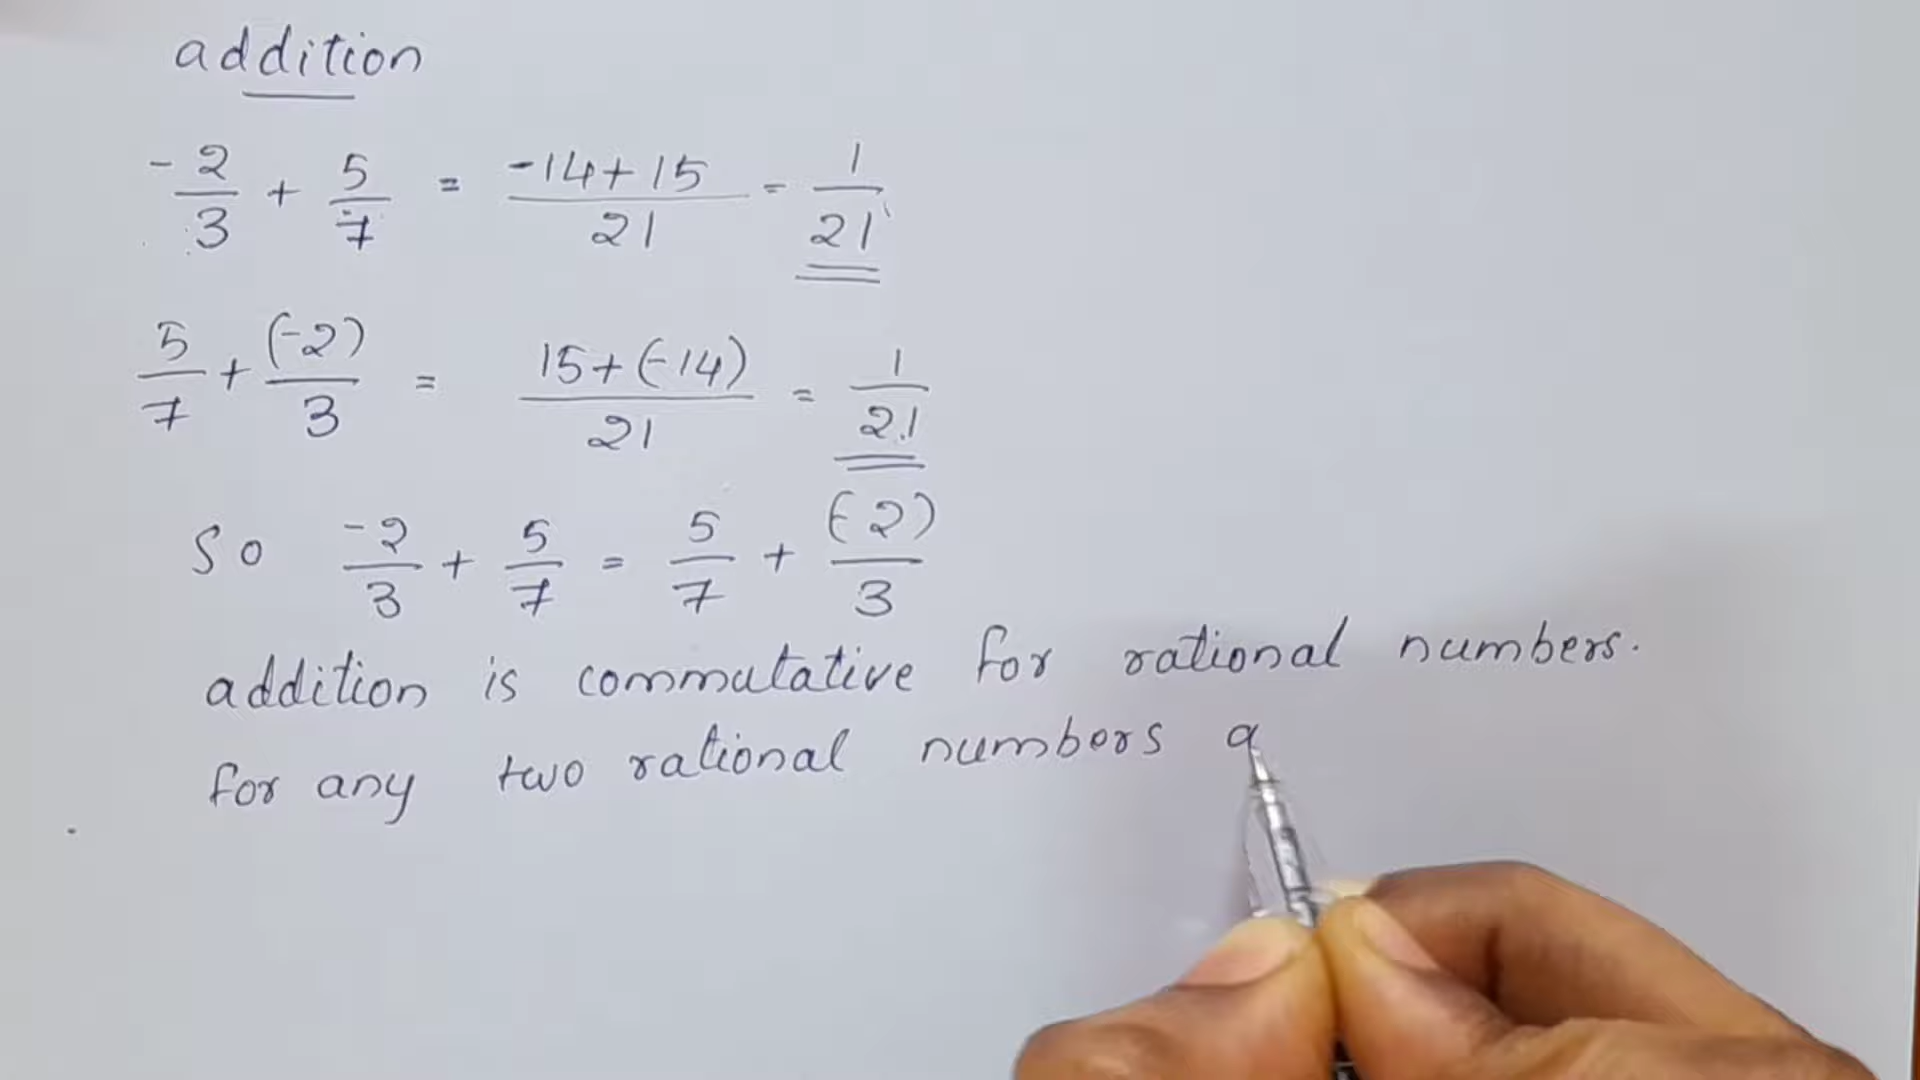 addition
-2/3 + 5/7 = -14+15/21 = 1/21
5/7 + (-2)/3 = 15+(-14)/21 = 1/21
So -2/3 + 5/7 = 5/7 + (-2)/3
addition is commutative for rational numbers.
for any two rational numbers a